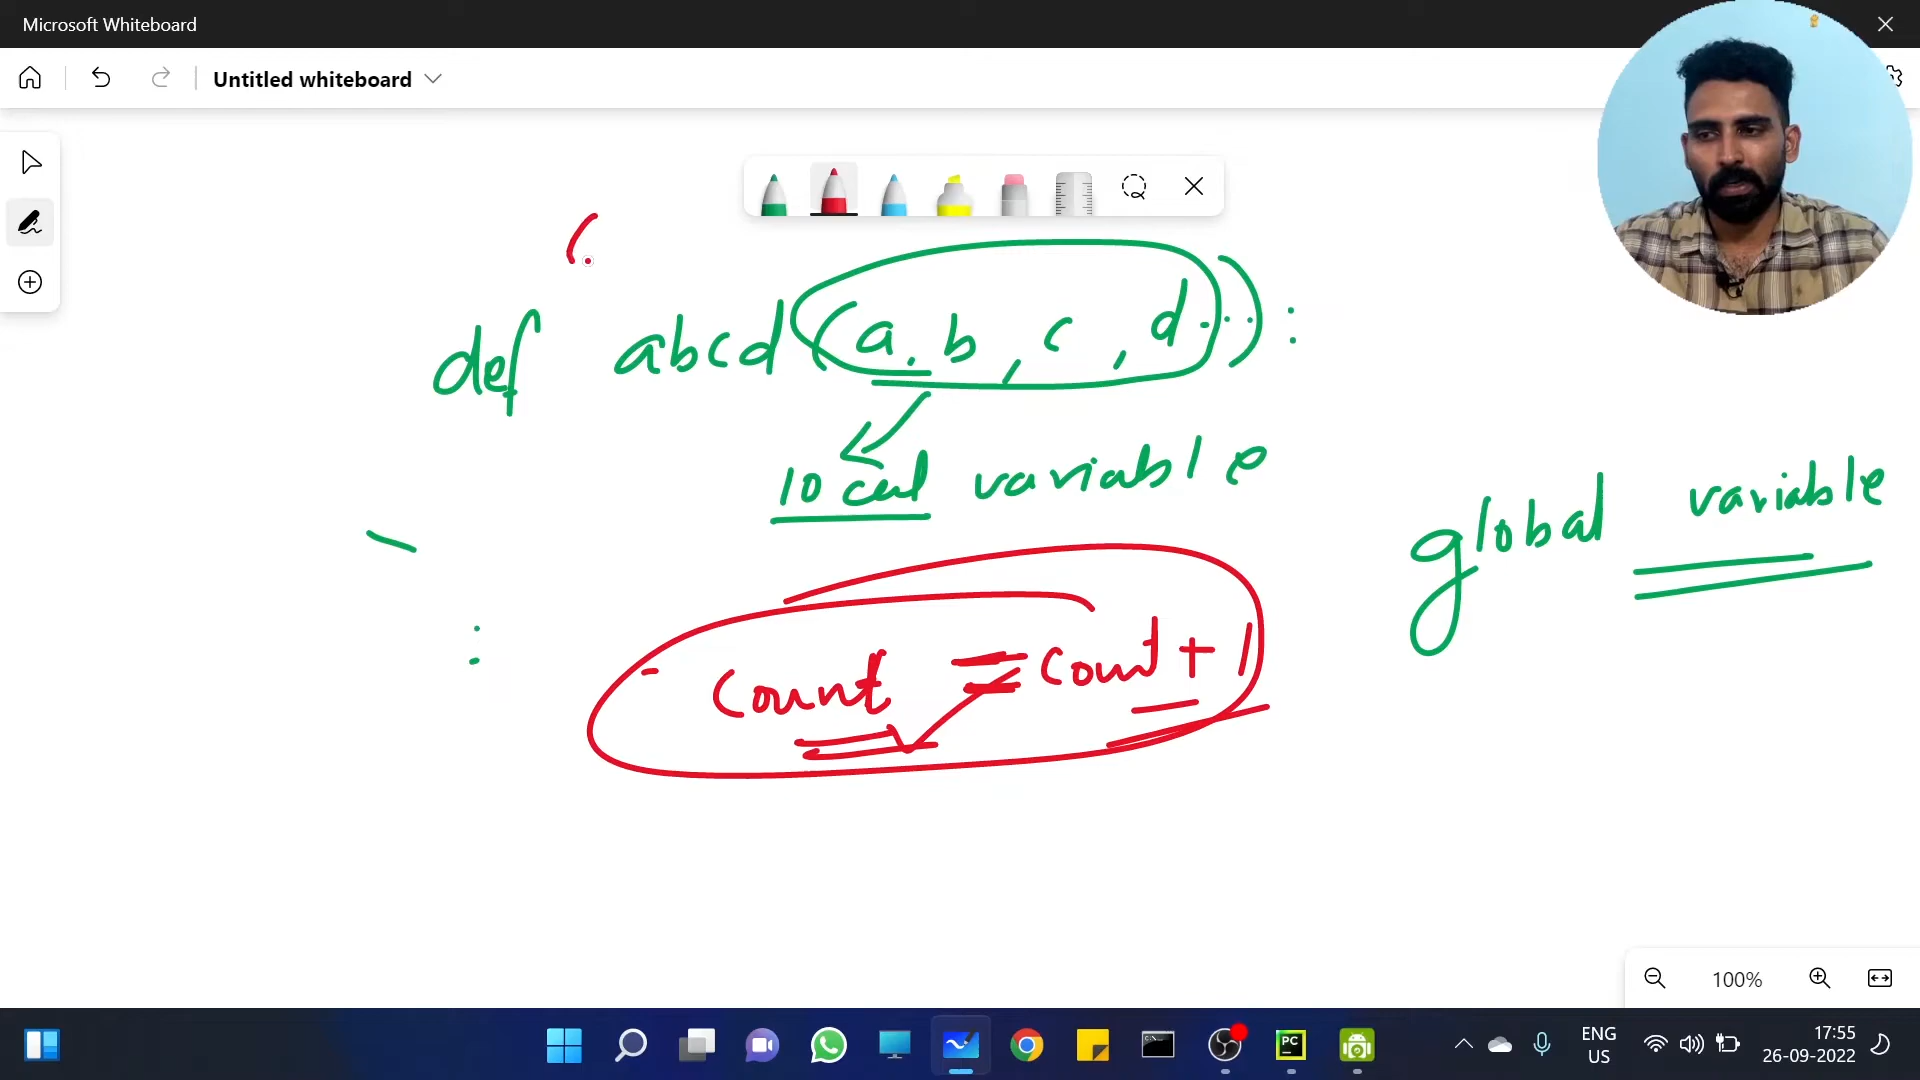 Microsoft Whiteboard
Untitled whiteboard
def abcd (a, b, c, d...):
local variable
global variable
count = count + 1
100%
ENG
US
17:55
26-09-2022
PC